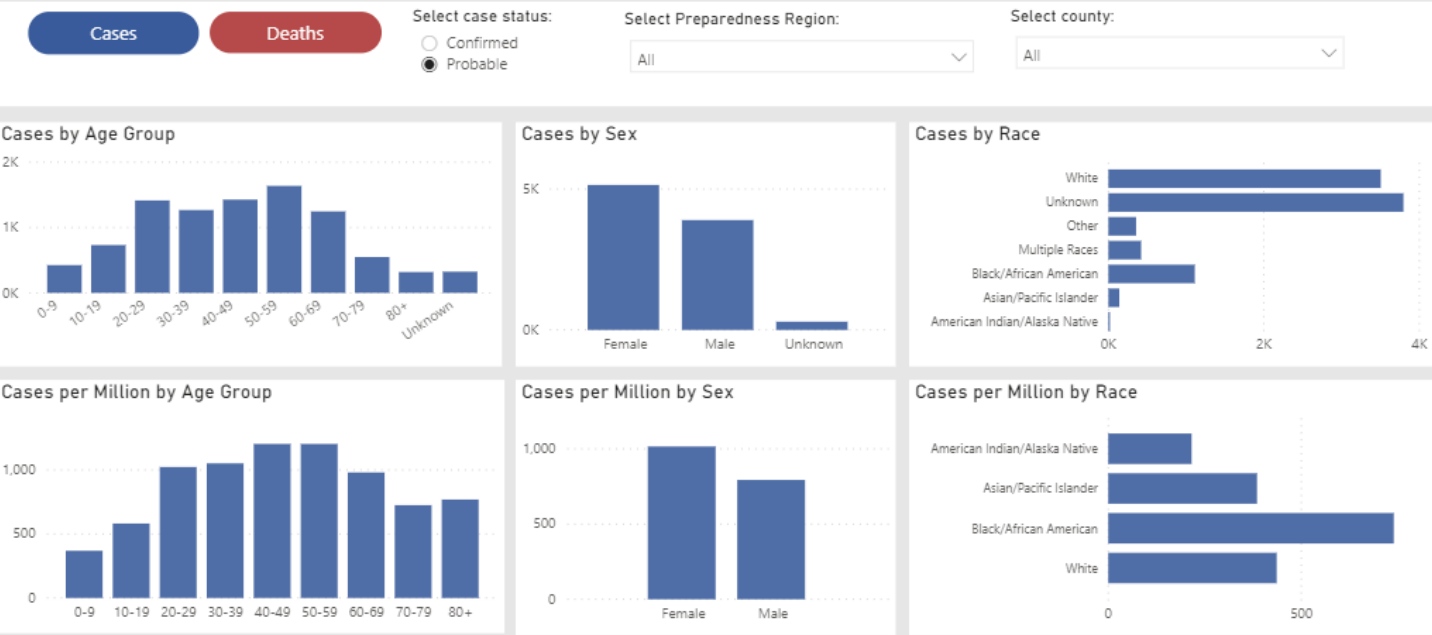 Cases
Deaths
Select case status:
Confirmed
Probable
Select Preparedness Region:
All
Select county:
All
Cases by Age Group
2K
1K
0K
0-9
10-19
20-29
30-39
40-49
50-59
60-69
70-79
80+
Unknown
Cases by Sex
5K
0K
Female
Male
Unknown
Cases by Race
White
Unknown
Other
Multiple Races
Black/African American
Asian/Pacific Islander
American Indian/Alaska Native
0K
2K
4K
Cases per Million by Age Group
1,000
500
0
0-9
10-19
20-29
30-39
40-49
50-59
60-69
70-79
80+
Cases per Million by Sex
1,000
500
0
Female
Male
Cases per Million by Race
American Indian/Alaska Native
Asian/Pacific Islander
Black/African American
White
0
500